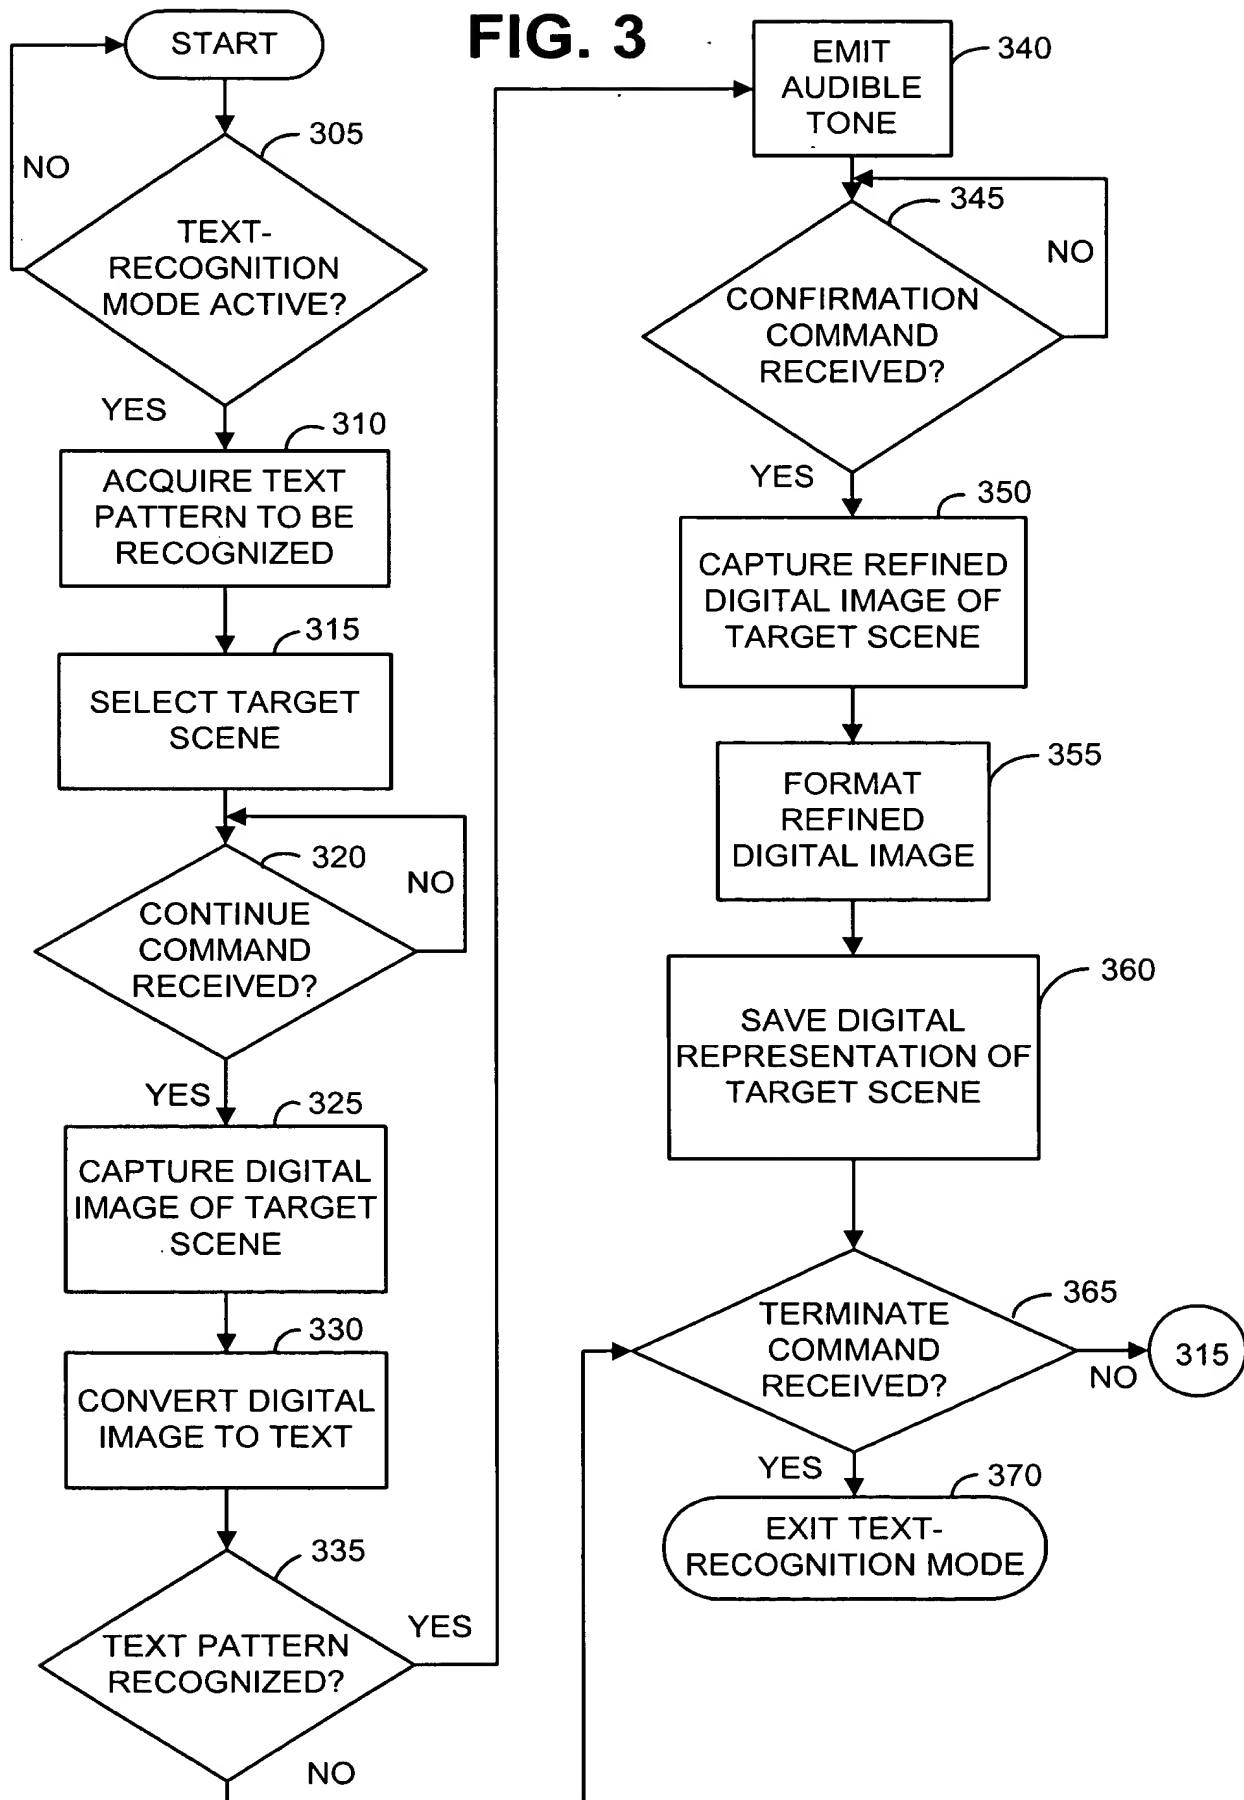 FIG. 3
START
305
NO
TEXT-
RECOGNITION
MODE ACTIVE?
YES
310
ACQUIRE TEXT
PATTERN TO BE
RECOGNIZED
315
SELECT TARGET
SCENE
320
NO
CONTINUE
COMMAND
RECEIVED?
YES
325
CAPTURE DIGITAL
IMAGE OF TARGET
SCENE
330
CONVERT DIGITAL
IMAGE TO TEXT
335
TEXT PATTERN
RECOGNIZED?
YES
NO
340
EMIT
AUDIBLE
TONE
345
NO
CONFIRMATION
COMMAND
RECEIVED?
YES
350
CAPTURE REFINED
DIGITAL IMAGE OF
TARGET SCENE
355
FORMAT
REFINED
DIGITAL IMAGE
360
SAVE DIGITAL
REPRESENTATION OF
TARGET SCENE
365
TERMINATE
COMMAND
RECEIVED?
NO
315
YES
370
EXIT TEXT-
RECOGNITION MODE